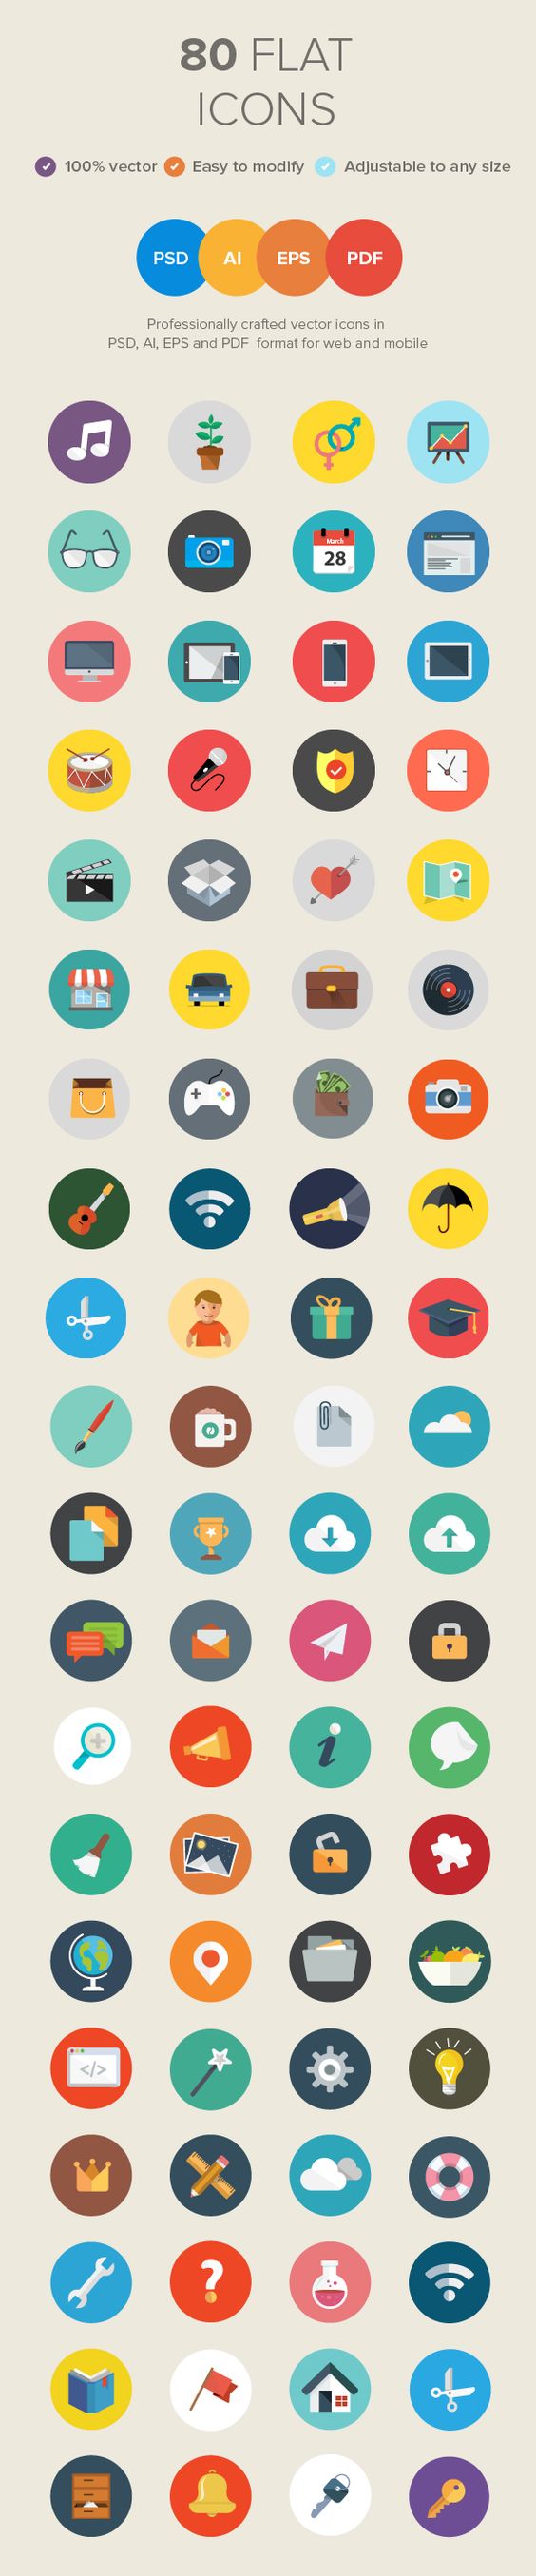 80 FLAT
ICONS
100% vector Easy to modify Adjustable to any size
PSD AI EPS PDF
Professionally crafted vector icons in
PSD, AI, EPS and PDF format for web and mobile
March
28
i
</>
?